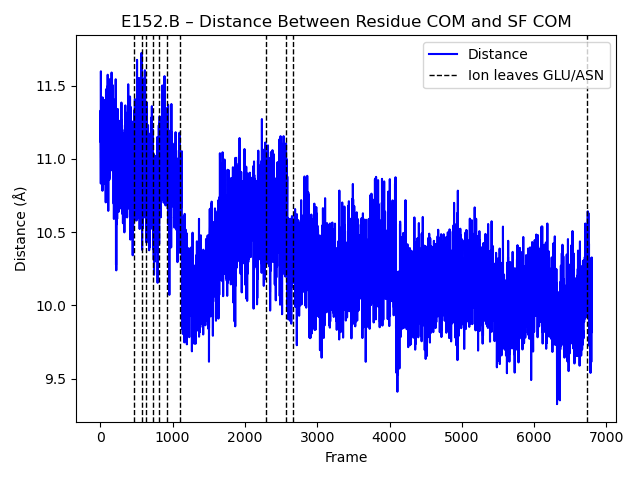 E152.B – Distance Between Residue COM and SF COM
Distance
Ion leaves GLU/ASN
Distance (Å)
11.5
11.0
10.5
10.0
9.5
0 1000 2000 3000 4000 5000 6000 7000
Frame